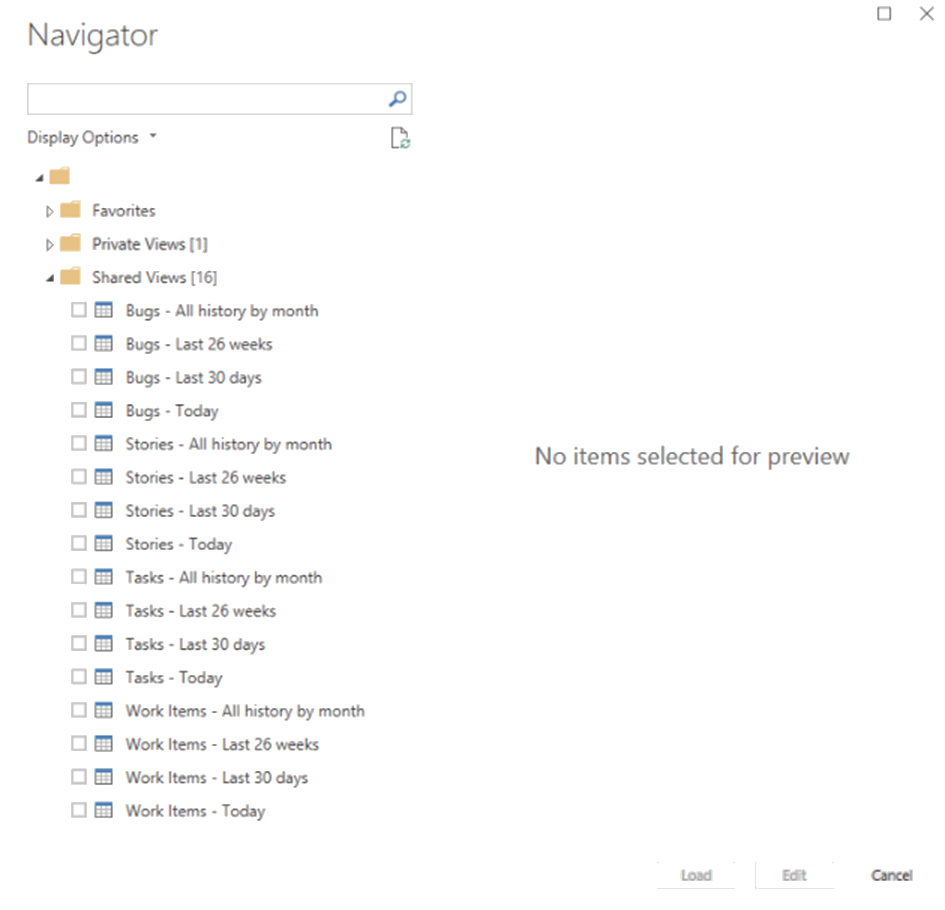 Navigator
Display Options
Favorites
Private Views [1]
Shared Views [16]
Bugs - All history by month
Bugs - Last 26 weeks
Bugs - Last 30 days
Bugs - Today
Stories - All history by month
Stories - Last 26 weeks
Stories - Last 30 days
Stories - Today
Tasks - All history by month
Tasks - Last 26 weeks
Tasks - Last 30 days
Tasks - Today
Work Items - All history by month
Work Items - Last 26 weeks
Work Items - Last 30 days
Work Items - Today
No items selected for preview
Load Edit Cancel